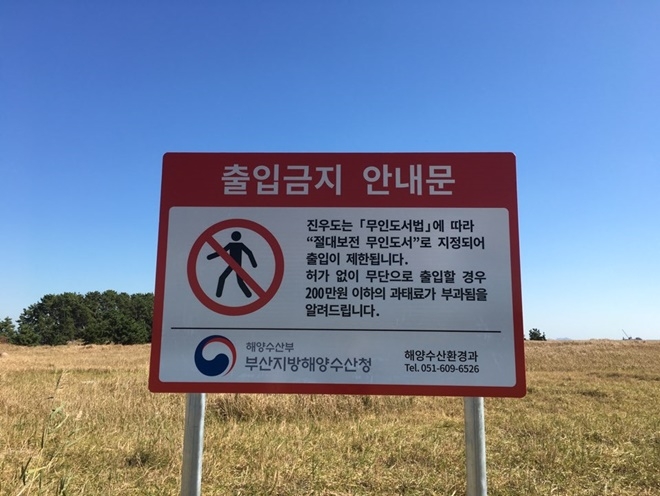 출입금지 안내문
진우도는 「무인도서법」에 따라
“절대보전 무인도서”로 지정되어
출입이 제한됩니다.
허가 없이 무단으로 출입할 경우
200만원 이하의 과태료가 부과됨을
알려드립니다.
해양수산부
부산지방해양수산청
해양수산환경과
Tel. 051-609-6526